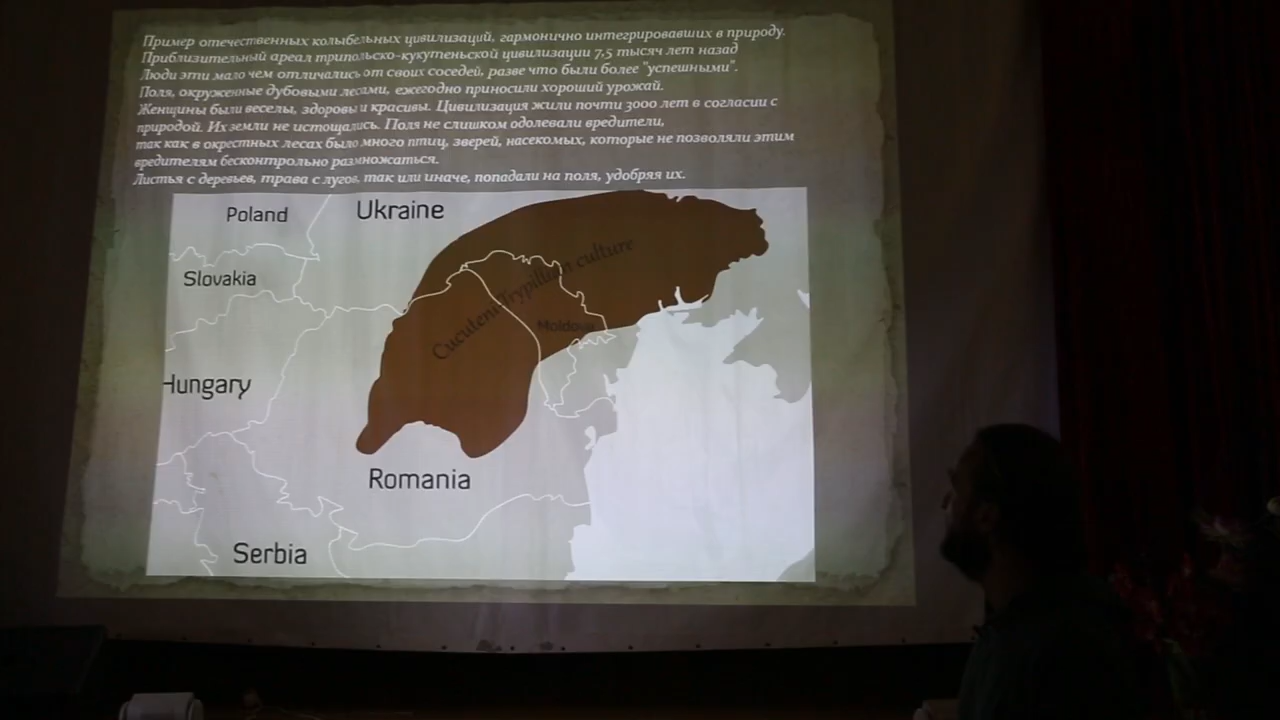 Пример отечественных колыбельных цивилизаций, гармонично интегрировавших в природу.
Приблизительный ареал трипольско-кукутеньской цивилизации 7,5 тысяч лет назад
Люди эти мало чем отличались от своих соседей, разве что были более "успешными".
Поля, окруженные дубовыми лесами, ежегодно приносили хороший урожай.
Женщины были веселы, здоровы и красивы. Цивилизация жили почти 3000 лет в согласии с
природой. Их земли не истощались. Поля не слишком одолевали вредители,
так как в окрестных лесах было много птиц, зверей, насекомых, которые не позволяли этим
вредителям бесконтрольно размножаться.
Листья с деревьев, трава с лугов, так или иначе, попадали на поля, удобряя их.
Poland
Ukraine
Slovakia
Cucuteni-Trypillian culture
Moldova
Hungary
Romania
Serbia